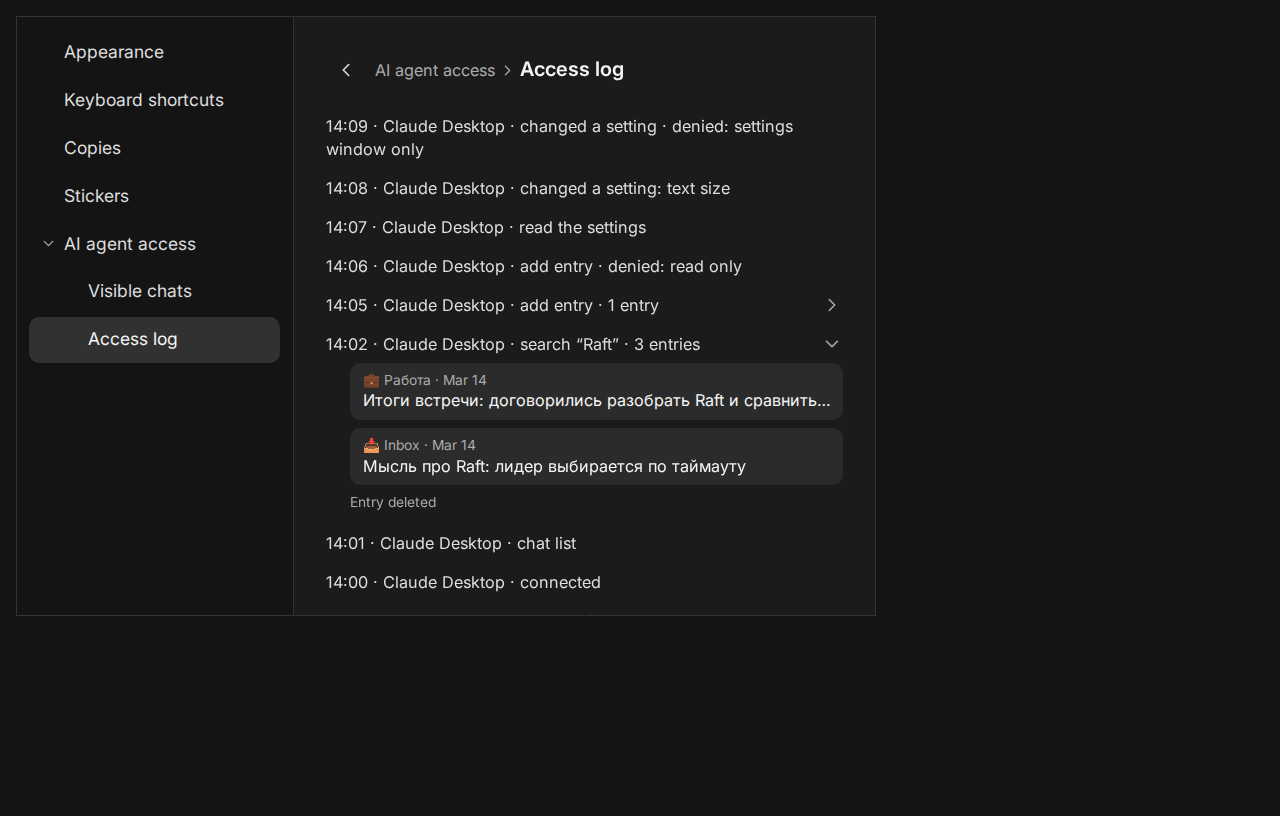 Appearance
Keyboard shortcuts
Copies
Stickers
AI agent access
Visible chats
Access log
AI agent access › Access log
14:09 · Claude Desktop · changed a setting · denied: settings
window only
14:08 · Claude Desktop · changed a setting: text size
14:07 · Claude Desktop · read the settings
14:06 · Claude Desktop · add entry · denied: read only
14:05 · Claude Desktop · add entry · 1 entry
14:02 · Claude Desktop · search “Raft” · 3 entries
💼 Работа · Mar 14
Итоги встречи: договорились разобрать Raft и сравнить…
📥 Inbox · Mar 14
Мысль про Raft: лидер выбирается по таймауту
Entry deleted
14:01 · Claude Desktop · chat list
14:00 · Claude Desktop · connected